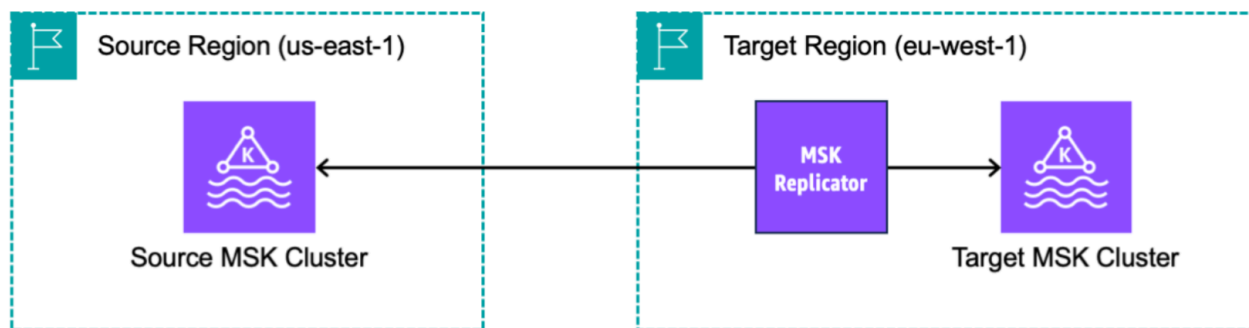 Source Region (us-east-1)
Target Region (eu-west-1)
K
MSK
Replicator
K
Source MSK Cluster
Target MSK Cluster